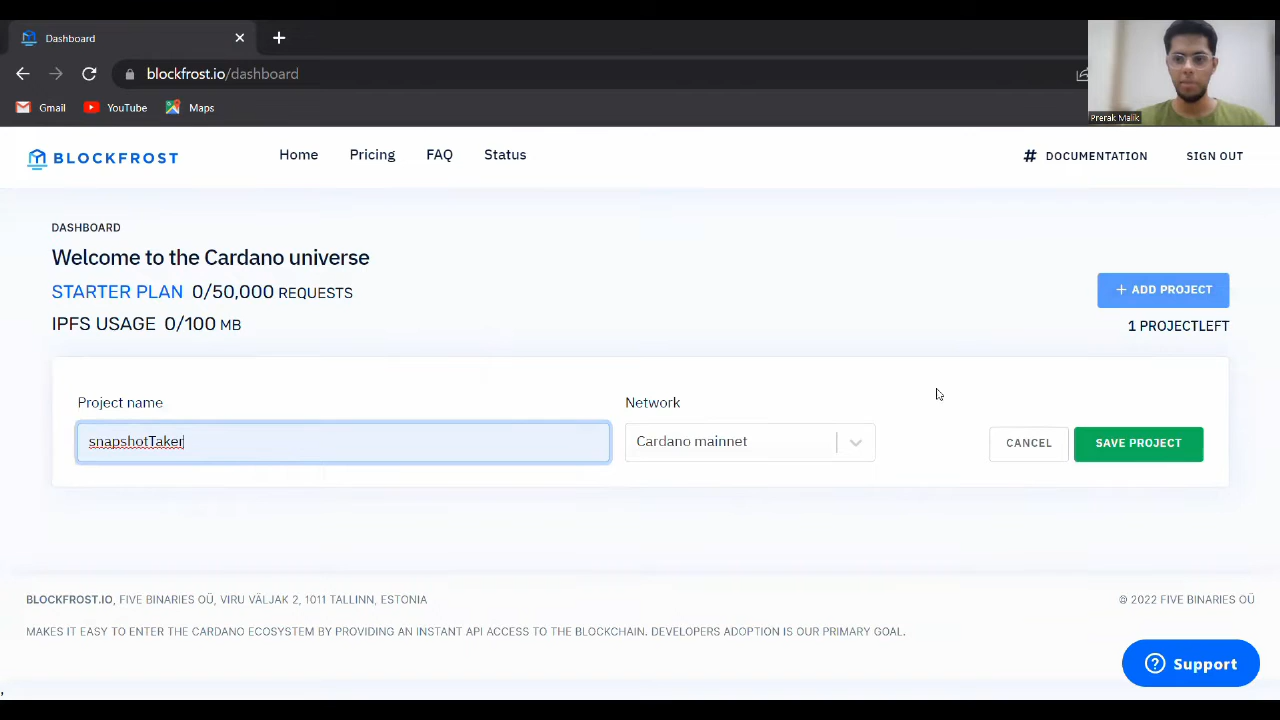 Dashboard
blockfrost.io/dashboard
Gmail YouTube Maps
Prerak Malik
BLOCKFROST Home Pricing FAQ Status # DOCUMENTATION SIGN OUT
DASHBOARD
Welcome to the Cardano universe
STARTER PLAN 0/50,000 REQUESTS
+ ADD PROJECT
IPFS USAGE 0/100 MB
1 PROJECTLEFT
Project name Network
snapshotTaker Cardano mainnet CANCEL SAVE PROJECT
BLOCKFROST.IO, FIVE BINARIES OÜ, VIRU VÄLJAK 2, 1011 TALLINN, ESTONIA © 2022 FIVE BINARIES OÜ
MAKES IT EASY TO ENTER THE CARDANO ECOSYSTEM BY PROVIDING AN INSTANT API ACCESS TO THE BLOCKCHAIN. DEVELOPERS ADOPTION IS OUR PRIMARY GOAL.
? Support
,